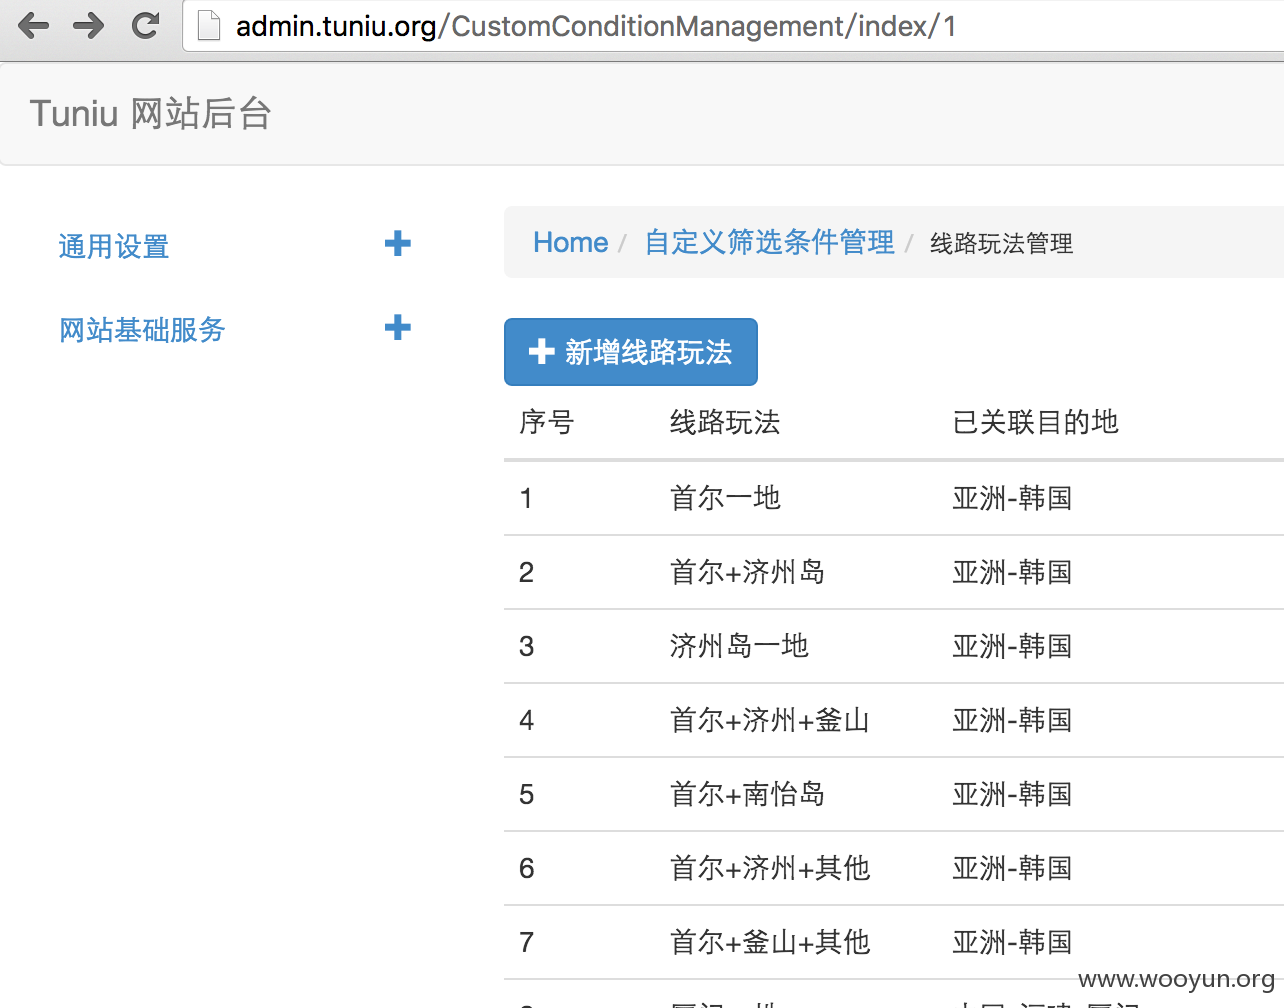 admin.tuniu.org/CustomConditionManagement/index/1
Tuniu 网站后台
通用设置
网站基础服务
Home / 自定义筛选条件管理 / 线路玩法管理
新增线路玩法
序号 线路玩法 已关联目的地
1 首尔一地 亚洲-韩国
2 首尔+济州岛 亚洲-韩国
3 济州岛一地 亚洲-韩国
4 首尔+济州+釜山 亚洲-韩国
5 首尔+南怡岛 亚洲-韩国
6 首尔+济州+其他 亚洲-韩国
7 首尔+釜山+其他 亚洲-韩国
www.wooyun.org